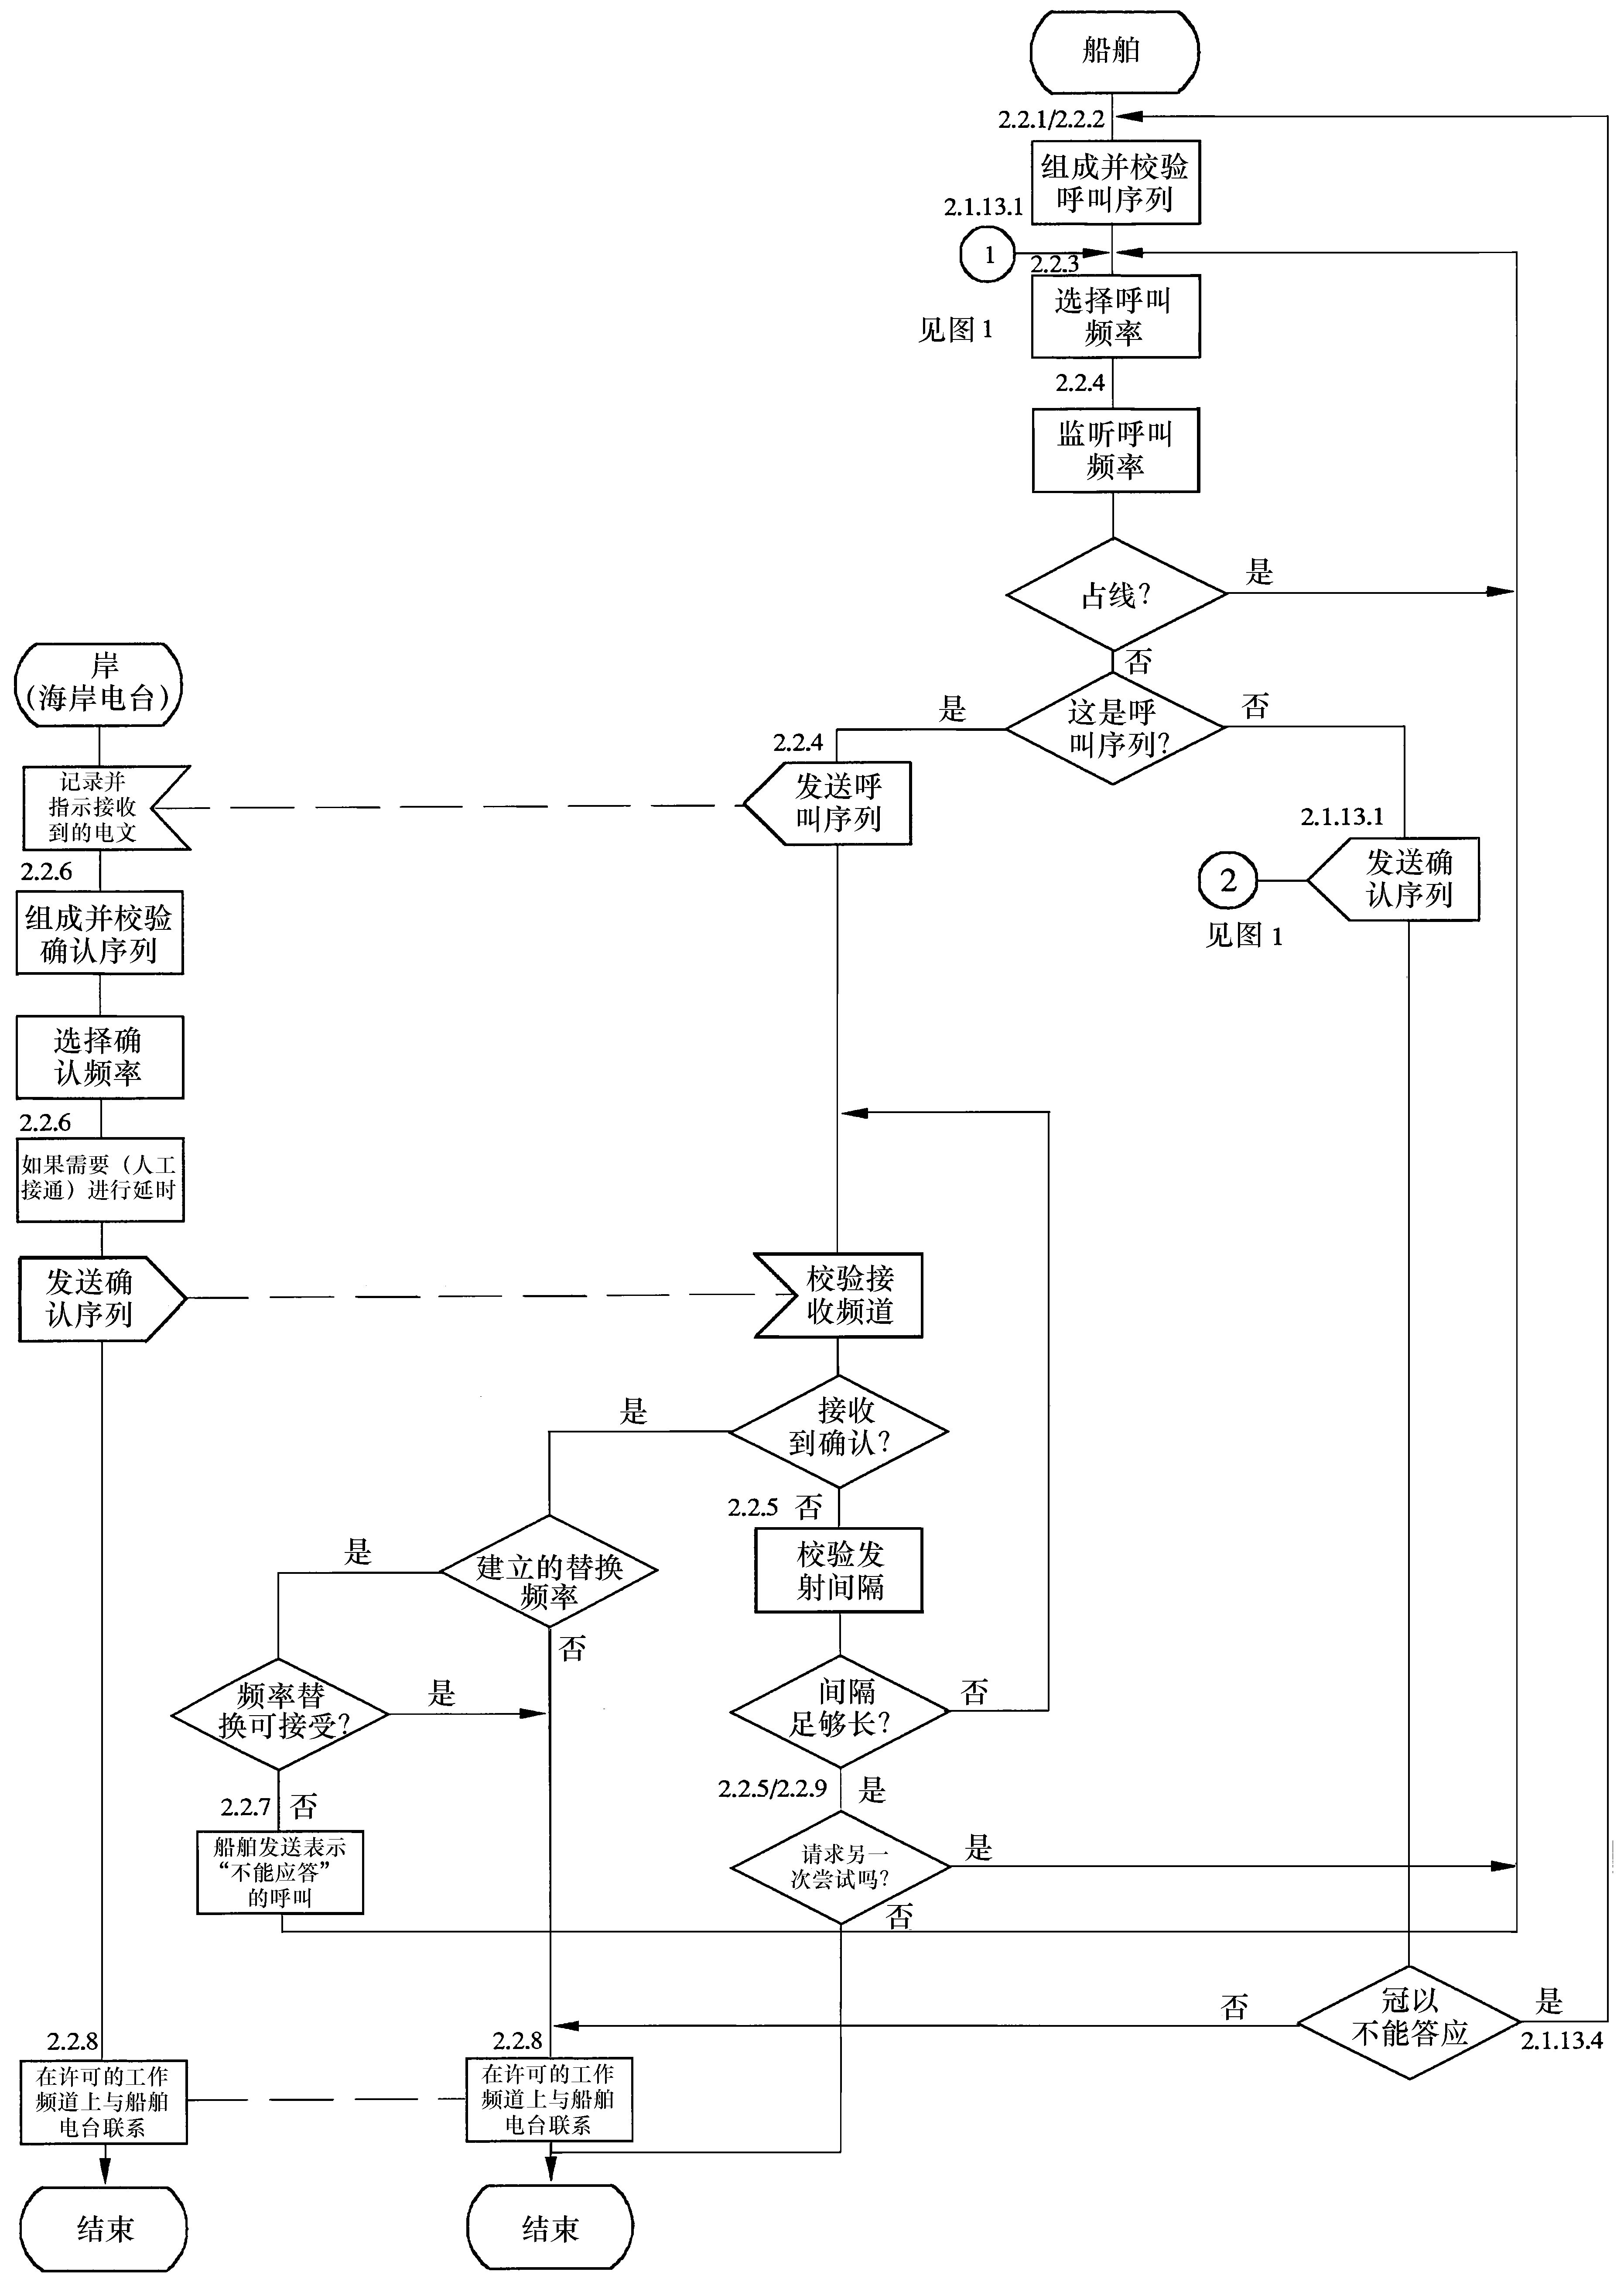 船舶
2.2.1/2.2.2
组成并校验
呼叫序列
2.1.13.1
1
2.2.3
见图1
选择呼叫
频率
2.2.4
监听呼叫
频率
占线?
是
否
这是呼
叫序列?
是
否
岸
(海岸电台)
记录并
指示接收
到的电文
2.2.4
发送呼
叫序列
2.1.13.1
发送确
认序列
2
见图1
2.2.6
组成并校验
确认序列
选择确
认频率
2.2.6
如果需要（人工
接通）进行延时
发送确
认序列
校验接
收频道
接收
到确认?
是
2.2.5
否
校验发
射间隔
建立的替换
频率
是
否
频率替
换可接受?
是
间隔
足够长?
否
2.2.5/2.2.9
是
2.2.7
否
船舶发送表示
“不能应答”
的呼叫
请求另一
次尝试吗?
是
否
冠以
不能答应
否
是
2.1.13.4
2.2.8
在许可的工作
频道上与船舶
电台联系
2.2.8
在许可的工作
频道上与船舶
电台联系
结束
结束